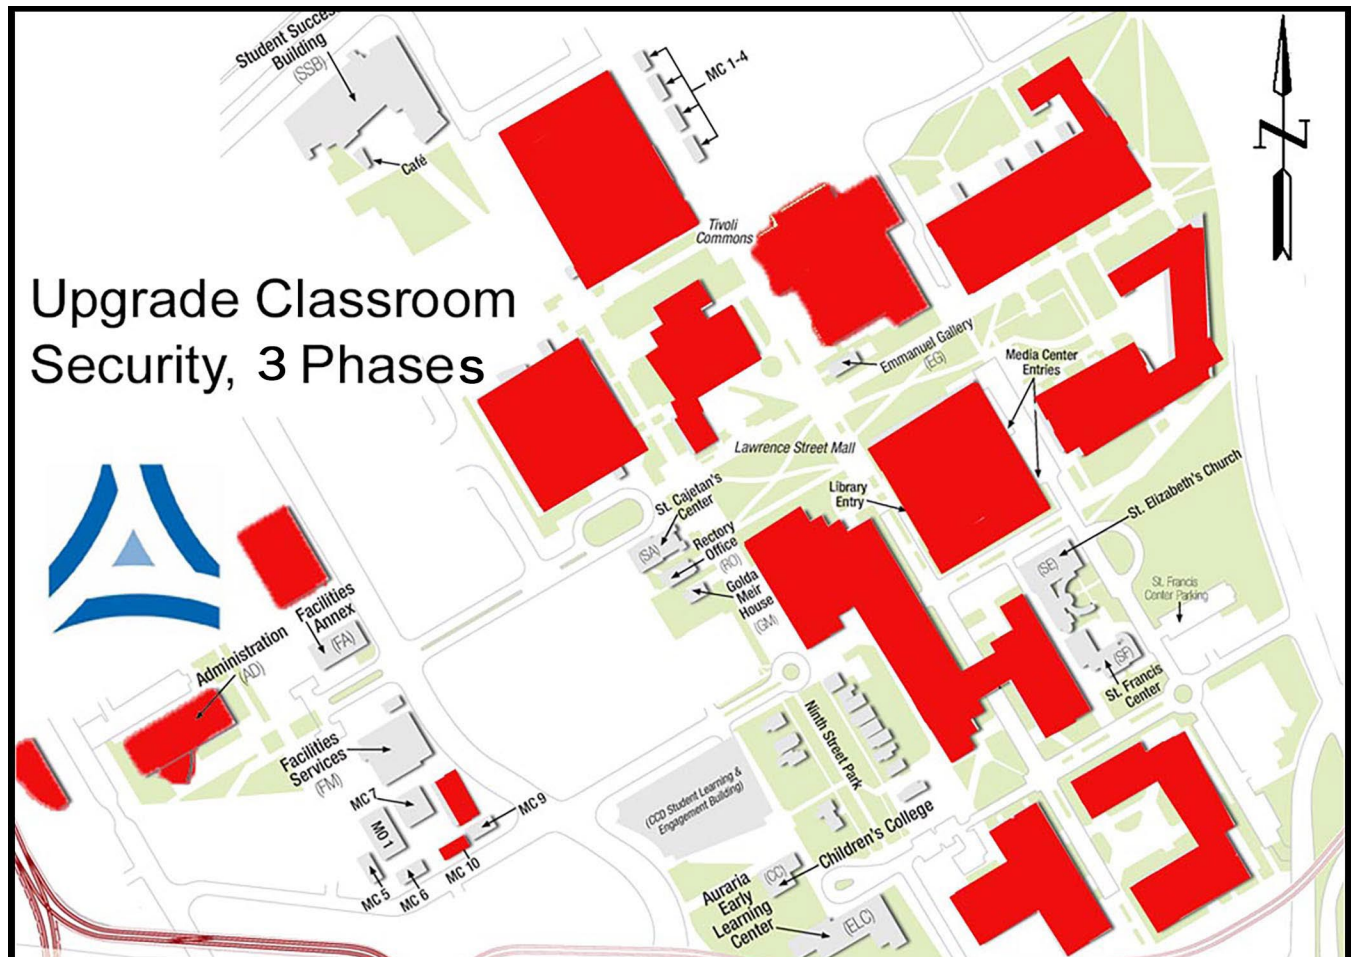 Student Success
Building
(SSB)
Café
MC 1-4
Tivoli
Commons
N
Upgrade Classroom
Security, 3 Phases
Emmanuel Gallery
(EG)
Media Center
Entries
Lawrence Street Mall
Library
Entry
St. Cajetan's
Center
(SA)
Rectory
Office
(RO)
Golda
Meir
House
(GM)
St. Elizabeth's Church
(SE)
St. Francis
Center Parking
(SF)
St. Francis
Center
Facilities
Annex
(FA)
Administration
(AD)
Facilities
Services
(FM)
MC 7
MO1
MC 9
MC 10
MC 5
MC 6
Ninth Street Park
(CCD Student Learning &
Engagement Building)
Children's College
(CC)
Auraria
Early
Learning
Center
(ELC)